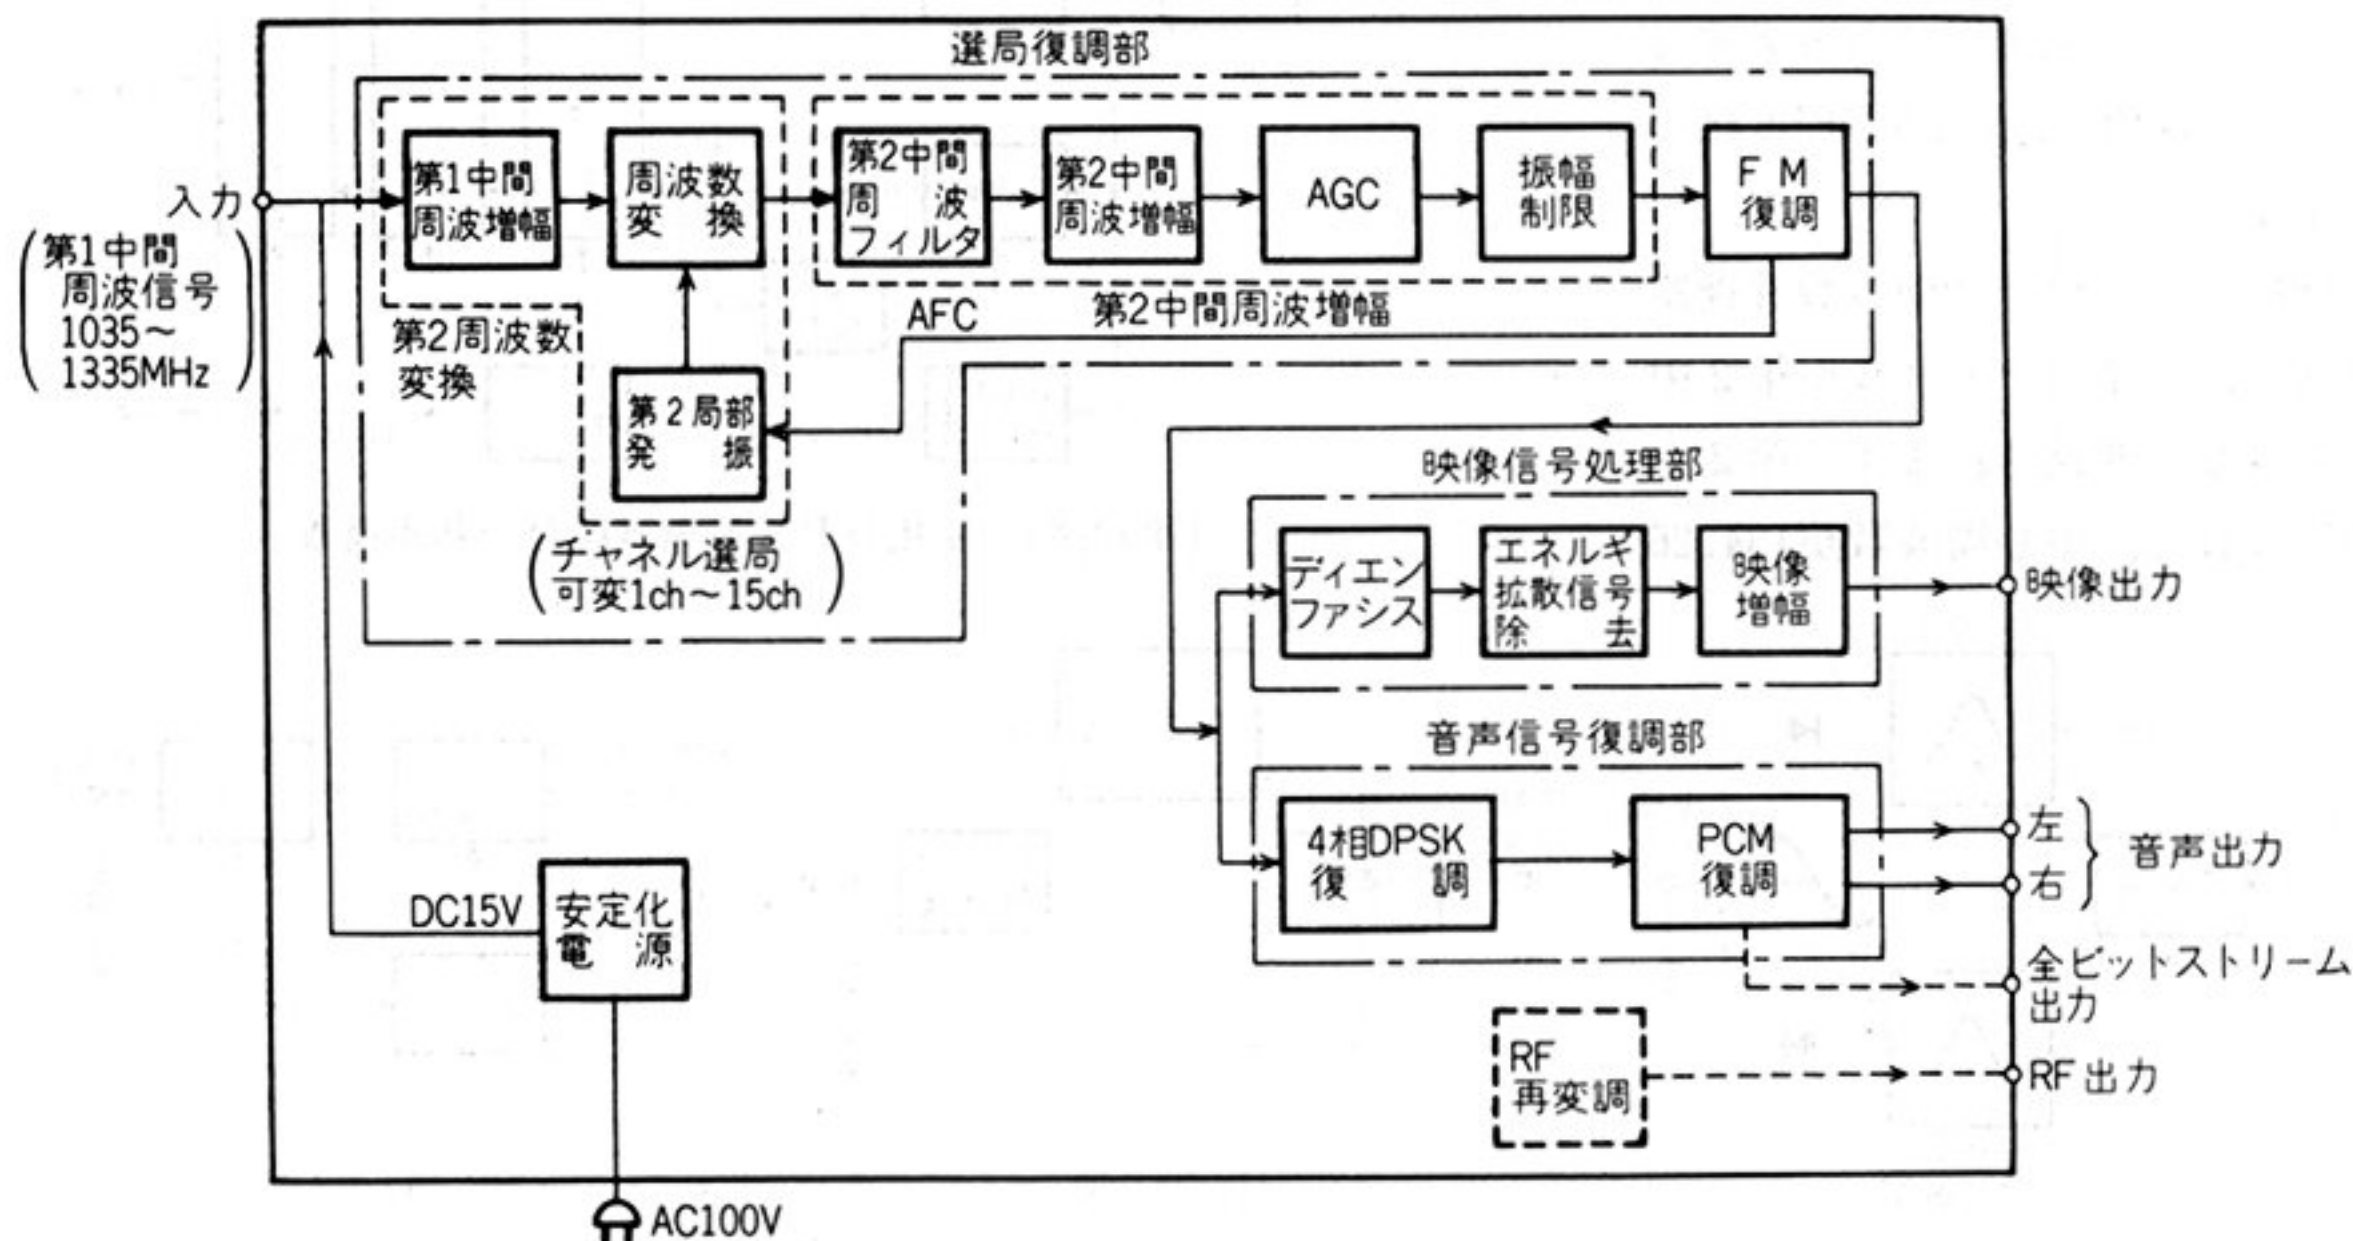 選局復調部
入力
(第1中間
周波信号
1035〜
1335MHz)
第1中間
周波増幅
周波数
変換
第2中間
周波
フィルタ
第2中間
周波増幅
AGC
振幅
制限
FM
復調
第2周波数
変換
AFC
第2中間周波増幅
第2局部
発振
(チャネル選局
可変1ch〜15ch)
映像信号処理部
ディエン
ファシス
エネルギ
拡散信号
除去
映像
増幅
映像出力
音声信号復調部
4相DPSK
復調
PCM
復調
左
右
音声出力
全ビットストリーム
出力
DC15V
安定化
電源
RF
再変調
RF出力
AC100V